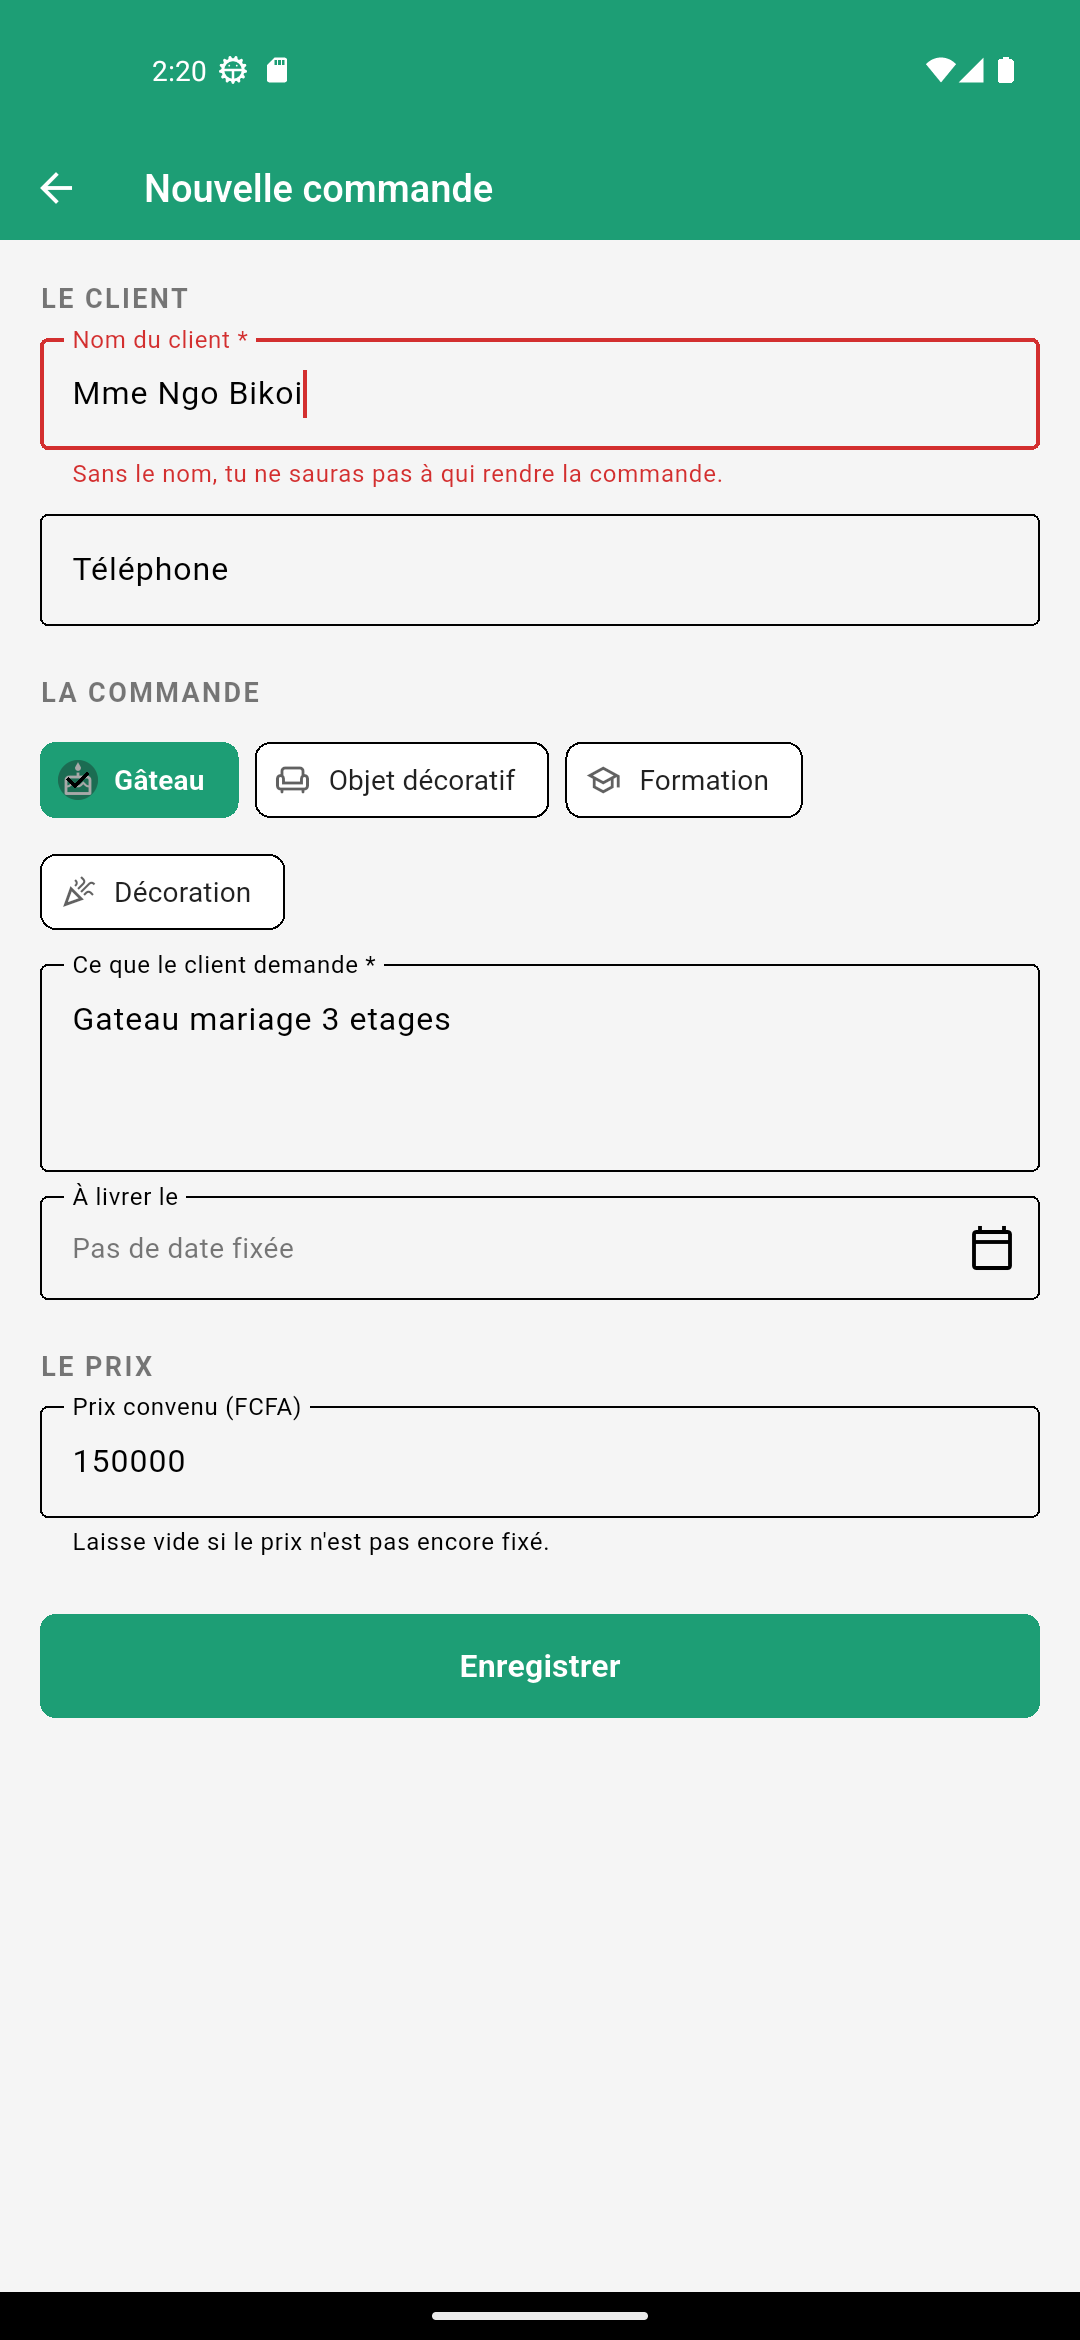 2:20
Nouvelle commande
LE CLIENT
Nom du client *
Mme Ngo Bikoi
Sans le nom, tu ne sauras pas à qui rendre la commande.
Téléphone
LA COMMANDE
Gâteau
Objet décoratif
Formation
Décoration
Ce que le client demande *
Gateau mariage 3 etages
À livrer le
Pas de date fixée
LE PRIX
Prix convenu (FCFA)
150000
Laisse vide si le prix n'est pas encore fixé.
Enregistrer